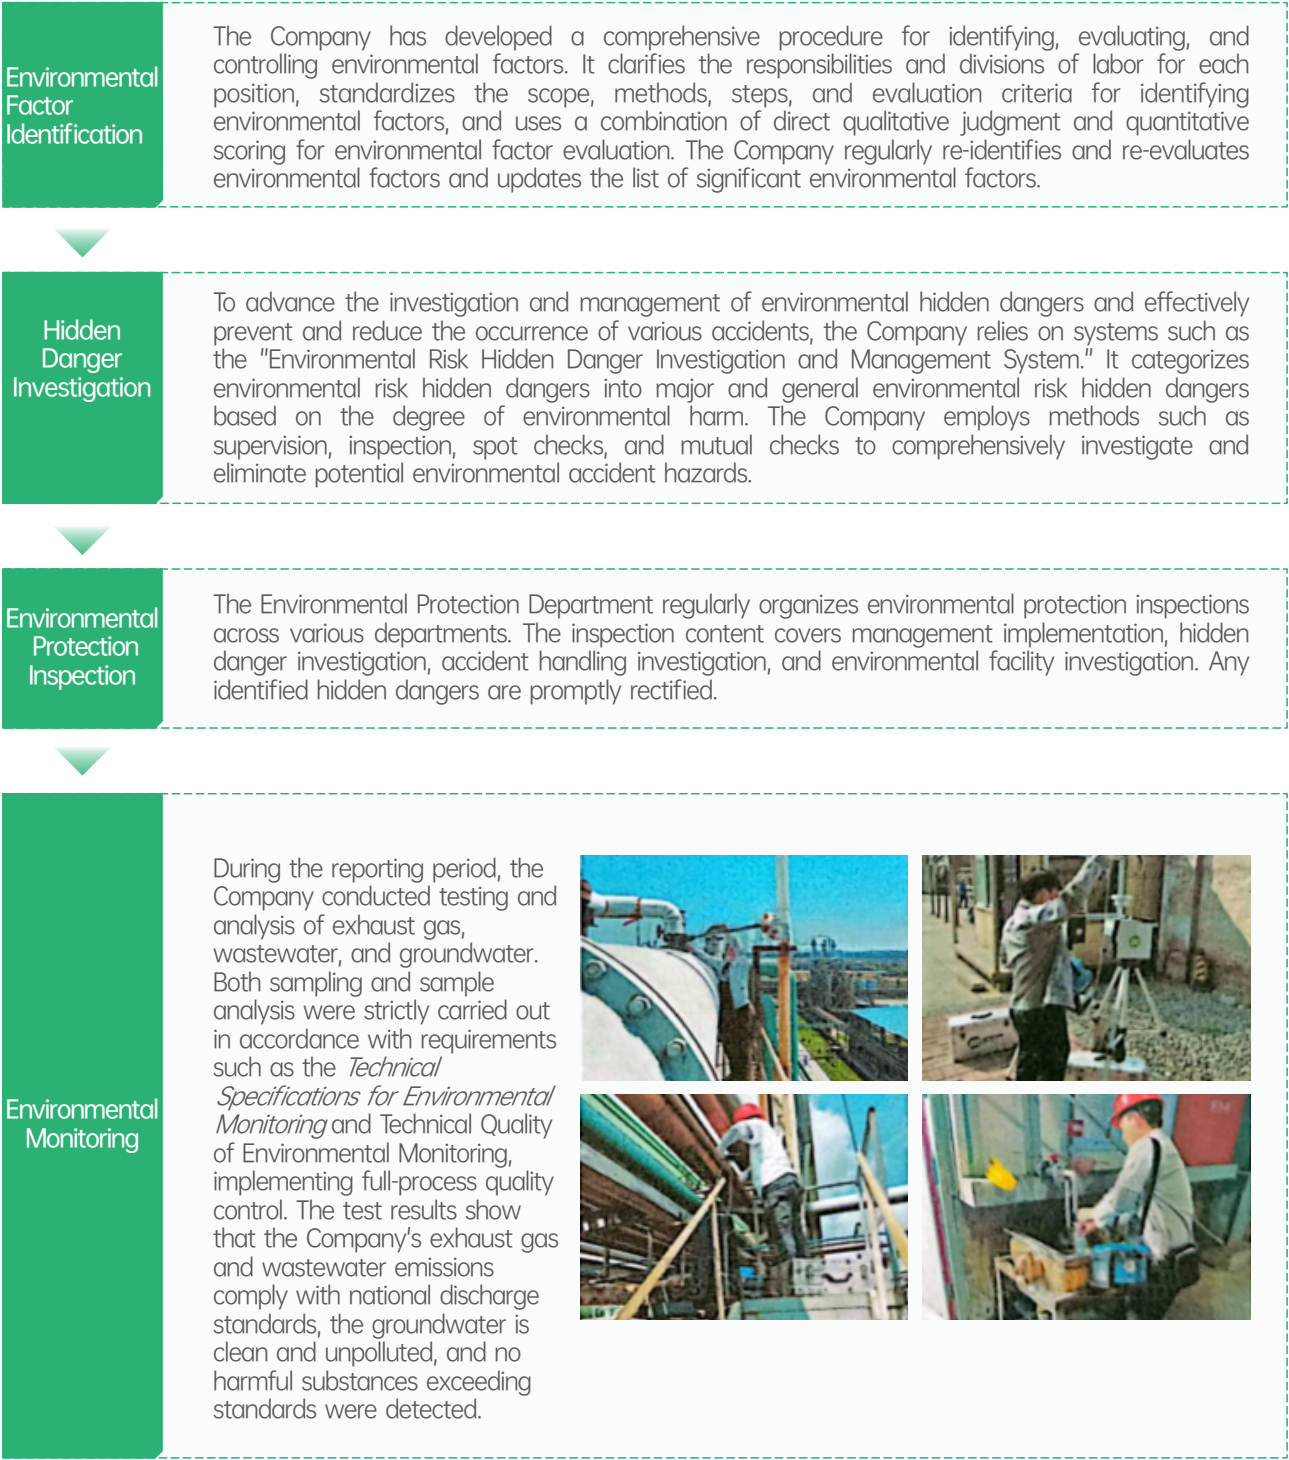 Environmental
Factor
Identification
The Company has developed a comprehensive procedure for identifying, evaluating, and
controlling environmental factors. It clarifies the responsibilities and divisions of labor for each
position, standardizes the scope, methods, steps, and evaluation criteria for identifying
environmental factors, and uses a combination of direct qualitative judgment and quantitative
scoring for environmental factor evaluation. The Company regularly re-identifies and re-evaluates
environmental factors and updates the list of significant environmental factors.
Hidden
Danger
Investigation
To advance the investigation and management of environmental hidden dangers and effectively
prevent and reduce the occurrence of various accidents, the Company relies on systems such as
the "Environmental Risk Hidden Danger Investigation and Management System." It categorizes
environmental risk hidden dangers into major and general environmental risk hidden dangers
based on the degree of environmental harm. The Company employs methods such as
supervision, inspection, spot checks, and mutual checks to comprehensively investigate and
eliminate potential environmental accident hazards.
Environmental
Protection
Inspection
The Environmental Protection Department regularly organizes environmental protection inspections
across various departments. The inspection content covers management implementation, hidden
danger investigation, accident handling investigation, and environmental facility investigation. Any
identified hidden dangers are promptly rectified.
Environmental
Monitoring
During the reporting period, the
Company conducted testing and
analysis of exhaust gas,
wastewater, and groundwater.
Both sampling and sample
analysis were strictly carried out
in accordance with requirements
such as the Technical
Specifications for Environmental
Monitoring and Technical Quality
of Environmental Monitoring,
implementing full-process quality
control. The test results show
that the Company's exhaust gas
and wastewater emissions
comply with national discharge
standards, the groundwater is
clean and unpolluted, and no
harmful substances exceeding
standards were detected.